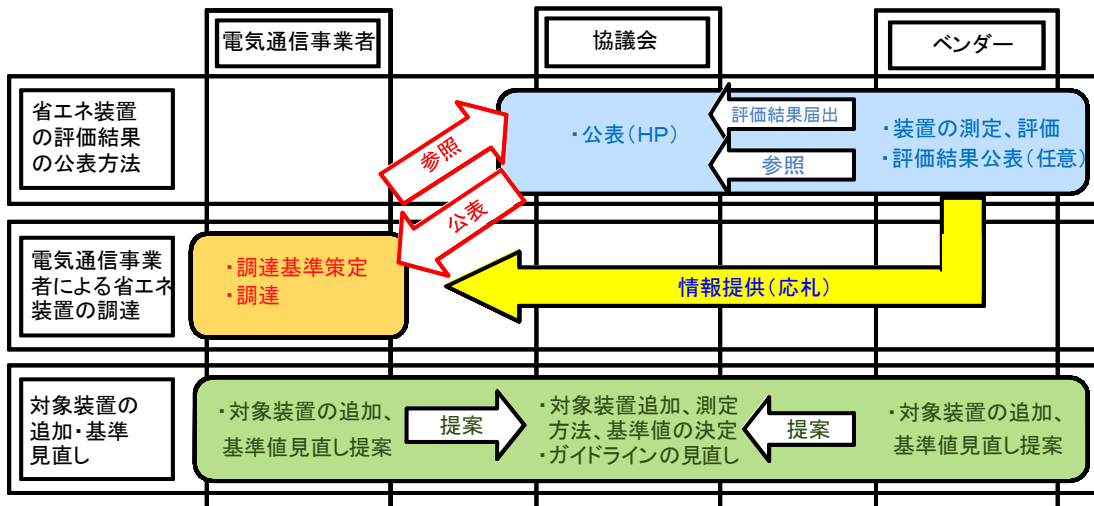 電気通信事業者
協議会
ベンダー
省エネ装置
の評価結果
の公表方法
参照
公表
・公表(HP)
評価結果届出
参照
・装置の測定、評価
・評価結果公表(任意)
電気通信事業
者による省エネ
装置の調達
・調達基準策定
・調達
情報提供(応札)
対象装置の
追加・基準
見直し
・対象装置の追加、
基準値見直し提案
提案
・対象装置追加、測定
方法、基準値の決定
・ガイドラインの見直し
提案
・対象装置の追加、
基準値見直し提案